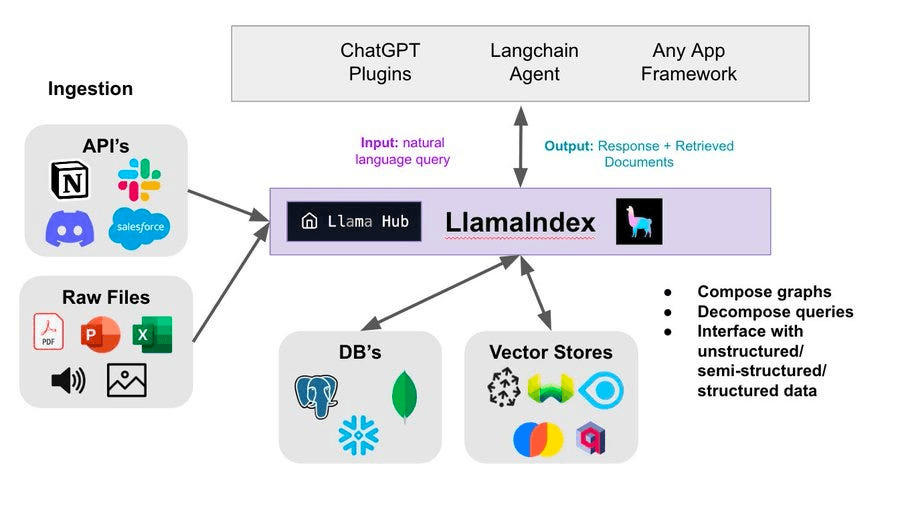 ChatGPT
Plugins
Langchain
Agent
Any App
Framework
Ingestion
API's
N
salesforce
Input: natural
language query
Output: Response + Retrieved
Documents
Llama Hub
LlamaIndex
Raw Files
PDF
P
X
DB's
Vector Stores
● Compose graphs
● Decompose queries
● Interface with
unstructured/
semi-structured/
structured data